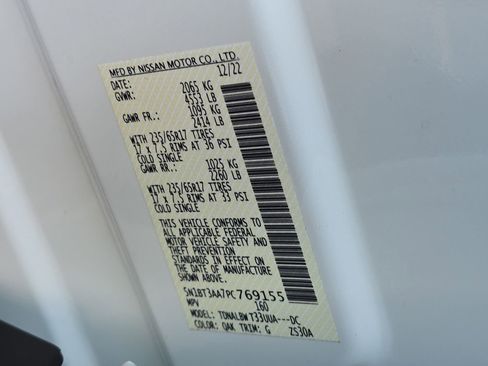 MFD BY NISSAN MOTOR CO., LTD.
DATE: 12/22
GVWR: 2065 KG
4553 LB
GAWR FR.: 1095 KG
2414 LB
WITH 235/65R17 TIRES
17 x 7.5 RIMS AT 36 PSI
COLD SINGLE
GAWR RR.: 1025 KG
2260 LB
WITH 235/65R17 TIRES
17 X 7.5 RIMS AT 33 PSI
COLD SINGLE
THIS VEHICLE CONFORMS TO
ALL APPLICABLE FEDERAL
MOTOR VEHICLE SAFETY AND
THEFT PREVENTION
STANDARDS IN EFFECT ON
THE DATE OF MANUFACTURE
SHOWN ABOVE.
5N1BT3AA7PC769155
MPV 160
MODEL: TDNALBW T33UUA---DC
COLOR: QAK TRIM: G ZS30A